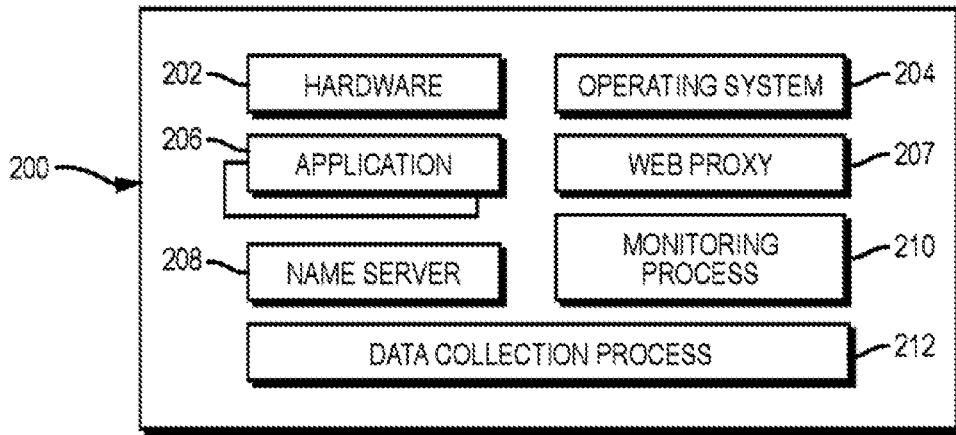 202
HARDWARE
OPERATING SYSTEM
204
206
APPLICATION
WEB PROXY
207
200
208
NAME SERVER
MONITORING
PROCESS
210
DATA COLLECTION PROCESS
212